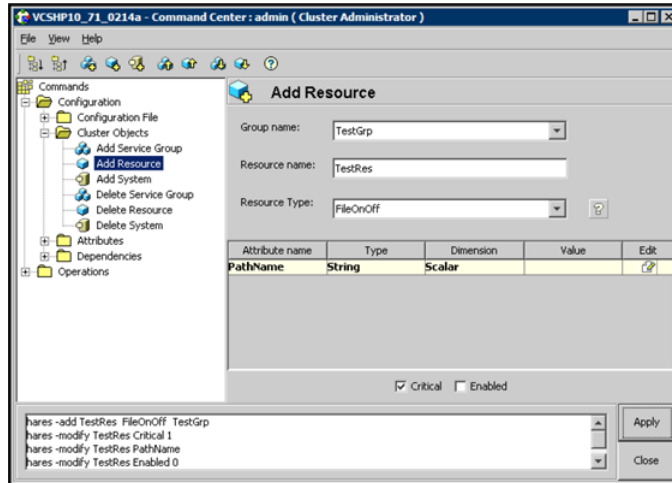 VCSHP10_71_0214a - Command Center : admin ( Cluster Administrator )
File View Help
Commands
Configuration
Configuration File
Cluster Objects
Add Service Group
Add Resource
Add System
Delete Service Group
Delete Resource
Delete System
Attributes
Dependencies
Operations
Add Resource
Group name: TestGrp
Resource name: TestRes
Resource Type: FileOnOff
Attribute name Type Dimension Value Edit
PathName String Scalar
Critical Enabled
hares -add TestRes FileOnOff TestGrp
hares -modify TestRes Critical 1
hares -modify TestRes PathName
hares -modify TestRes Enabled 0
Apply
Close